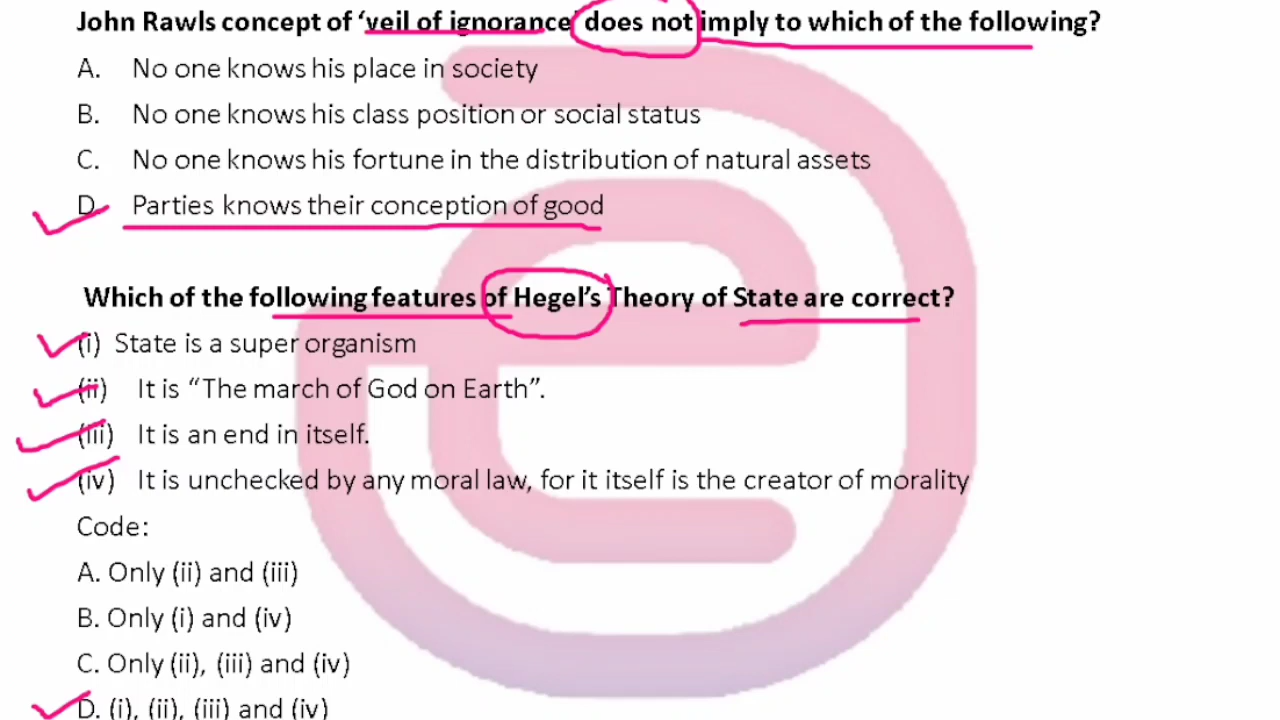 John Rawls concept of ‘veil of ignorance’ does not imply to which of the following?
A. No one knows his place in society
B. No one knows his class position or social status
C. No one knows his fortune in the distribution of natural assets
D. Parties knows their conception of good
Which of the following features of Hegel’s Theory of State are correct?
(i) State is a super organism
(ii) It is “The march of God on Earth”.
(iii) It is an end in itself.
(iv) It is unchecked by any moral law, for it itself is the creator of morality
Code:
A. Only (ii) and (iii)
B. Only (i) and (iv)
C. Only (ii), (iii) and (iv)
D. (i), (ii), (iii) and (iv)